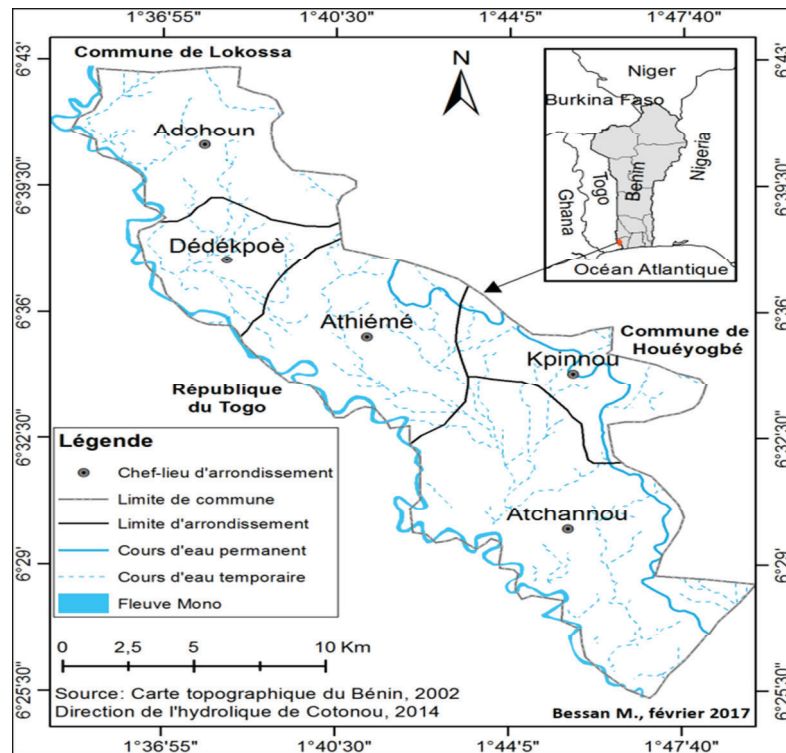 1°36'55" 1°40'30" 1°44'5" 1°47'40"
6°43' 6°43'
Commune de Lokossa
N
Niger
Burkina Faso
Nigeria
Bénin
Togo
Ghana
Océan Atlantique
Adohoun
6°39'30" 6°39'30"
Dédékpoè
6°36' 6°36'
Athiémé
Commune de
Houéyogbé
Kpinnou
République
du Togo
6°32'30" 6°32'30"
Légende
Chef-lieu d'arrondissement
Limite de commune
Limite d'arrondissement
Cours d'eau permanent
Cours d'eau temporaire
Fleuve Mono
Atchannou
6°29' 6°29'
0 2,5 5 10 Km
6°25'30" 6°25'30"
Source: Carte topographique du Bénin, 2002
Direction de l'hydrolique de Cotonou, 2014
Bessan M., février 2017
1°36'55" 1°40'30" 1°44'5" 1°47'40"